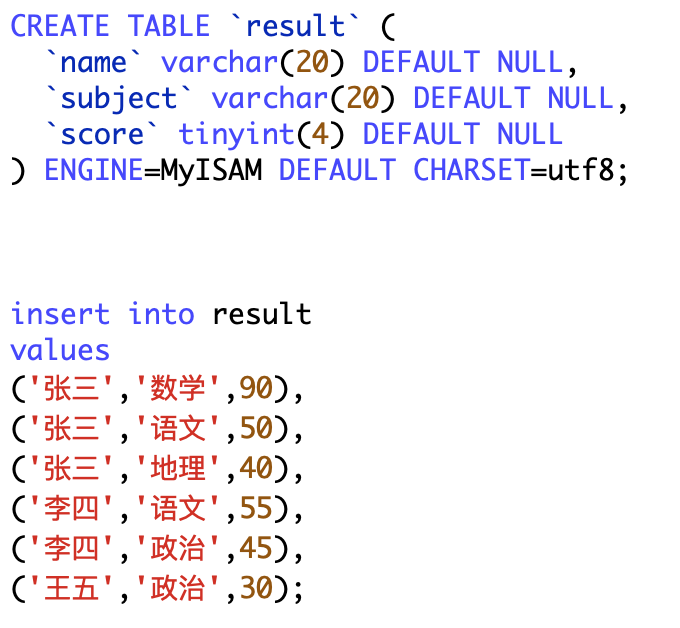 CREATE TABLE `result` (
  `name` varchar(20) DEFAULT NULL,
  `subject` varchar(20) DEFAULT NULL,
  `score` tinyint(4) DEFAULT NULL
) ENGINE=MyISAM DEFAULT CHARSET=utf8;
insert into result
values
('张三','数学',90),
('张三','语文',50),
('张三','地理',40),
('李四','语文',55),
('李四','政治',45),
('王五','政治',30);